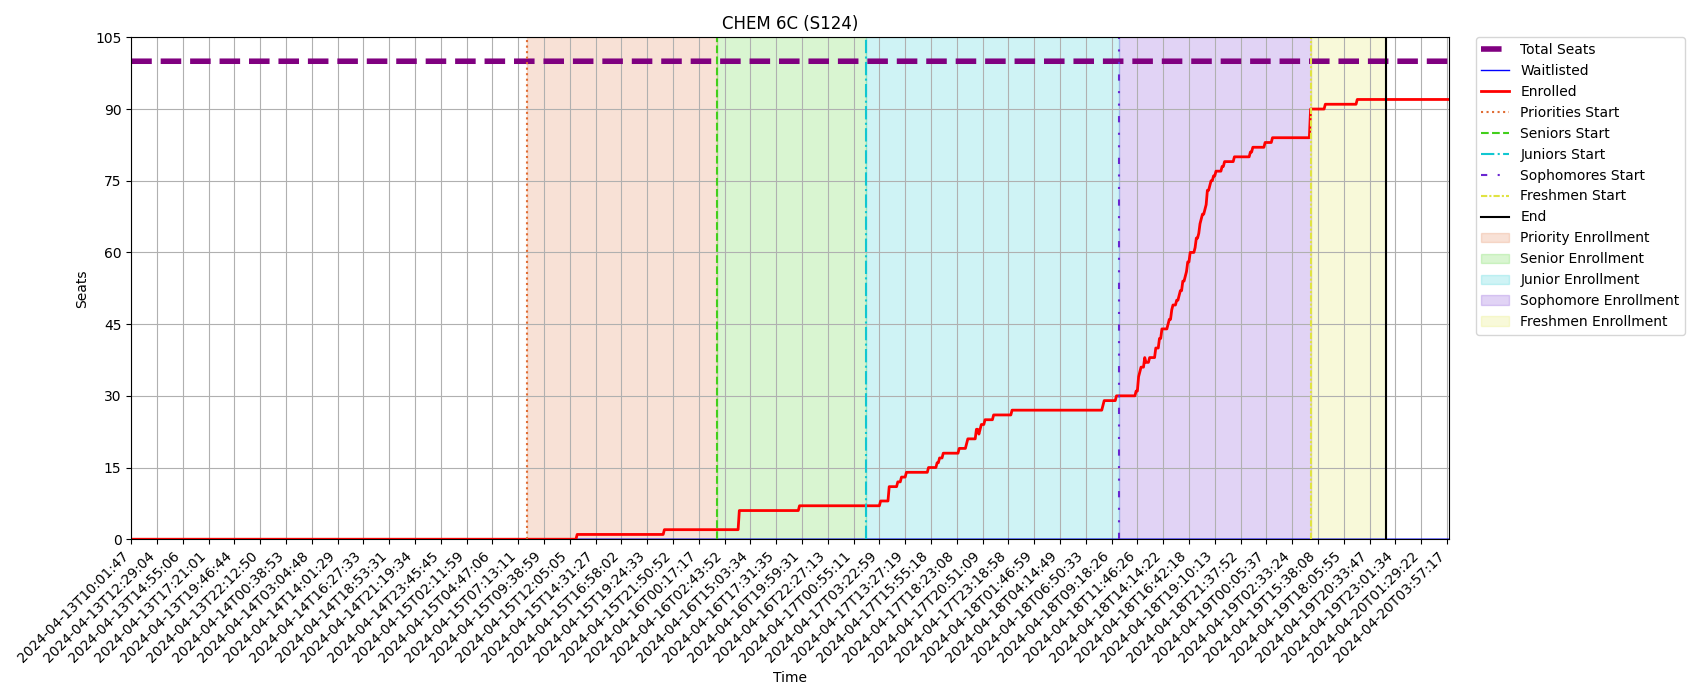 CHEM 6C (S124)
105
90
75
60
45
30
15
0
Seats
2024-04-13T10:01:47
2024-04-13T12:29:04
2024-04-13T14:55:06
2024-04-13T17:21:01
2024-04-13T19:46:44
2024-04-13T22:12:50
2024-04-14T00:38:53
2024-04-14T03:04:48
2024-04-14T14:01:29
2024-04-14T16:27:33
2024-04-14T18:53:31
2024-04-14T21:19:34
2024-04-14T23:45:45
2024-04-15T02:11:59
2024-04-15T04:47:06
2024-04-15T07:13:11
2024-04-15T09:38:59
2024-04-15T12:05:05
2024-04-15T14:31:27
2024-04-15T16:58:02
2024-04-15T19:24:33
2024-04-15T21:50:52
2024-04-16T00:17:17
2024-04-16T02:43:52
2024-04-16T15:03:34
2024-04-16T17:31:35
2024-04-16T19:59:31
2024-04-16T22:27:13
2024-04-17T00:55:11
2024-04-17T03:22:59
2024-04-17T13:27:19
2024-04-17T15:55:18
2024-04-17T18:23:08
2024-04-17T20:51:09
2024-04-17T23:18:58
2024-04-18T01:46:59
2024-04-18T04:14:49
2024-04-18T06:50:33
2024-04-18T09:18:26
2024-04-18T11:46:26
2024-04-18T14:14:22
2024-04-18T16:42:18
2024-04-18T19:10:13
2024-04-18T21:37:52
2024-04-19T00:05:37
2024-04-19T02:33:24
2024-04-19T15:38:08
2024-04-19T18:05:55
2024-04-19T20:33:47
2024-04-19T23:01:34
2024-04-20T01:29:22
2024-04-20T03:57:17
Time
Total Seats
Waitlisted
Enrolled
Priorities Start
Seniors Start
Juniors Start
Sophomores Start
Freshmen Start
End
Priority Enrollment
Senior Enrollment
Junior Enrollment
Sophomore Enrollment
Freshmen Enrollment